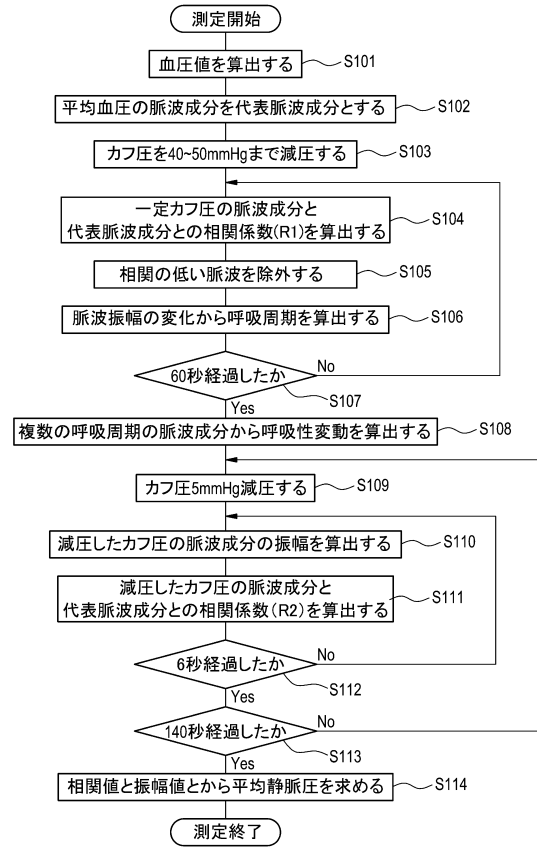 測定開始
血圧値を算出する
S101
平均血圧の脈波成分を代表脈波成分とする
S102
カフ圧を40~50mmHgまで減圧する
S103
一定カフ圧の脈波成分と
代表脈波成分との相関係数(R1)を算出する
S104
相関の低い脈波を除外する
S105
脈波振幅の変化から呼吸周期を算出する
S106
60秒経過したか
No
S107
Yes
複数の呼吸周期の脈波成分から呼吸性変動を算出する
S108
カフ圧5mmHg減圧する
S109
減圧したカフ圧の脈波成分の振幅を算出する
S110
減圧したカフ圧の脈波成分と
代表脈波成分との相関係数(R2)を算出する
S111
6秒経過したか
No
S112
Yes
140秒経過したか
No
S113
Yes
相関値と振幅値とから平均静脈圧を求める
S114
測定終了